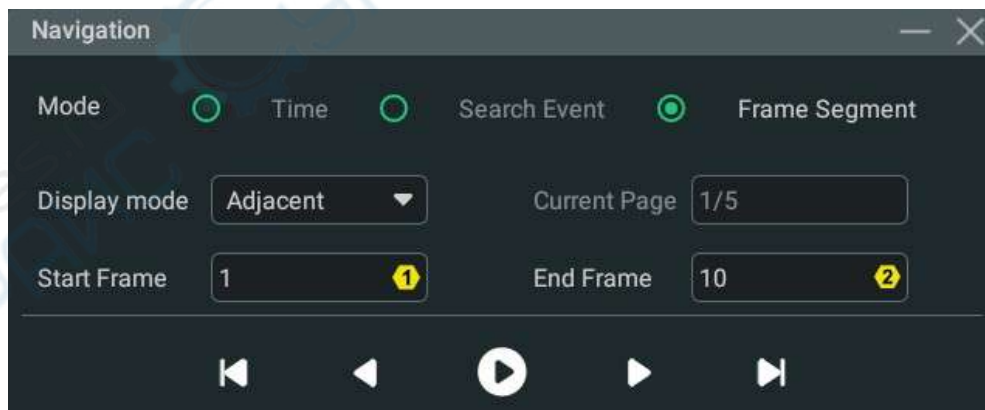 Navigation
Mode Time Search Event Frame Segment
Display mode Adjacent Current Page 1/5
Start Frame 1 1 End Frame 10 2